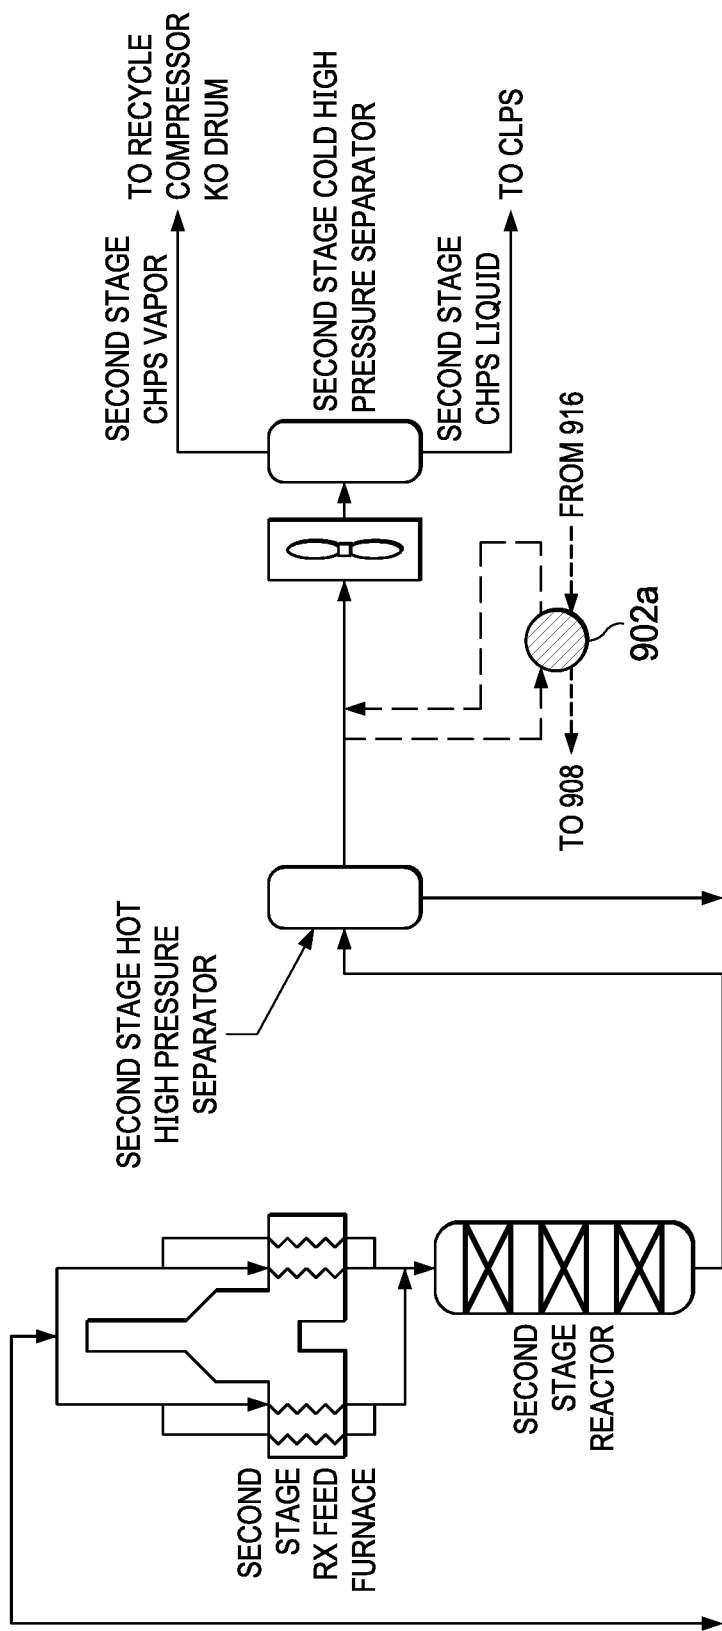 SECOND
STAGE
RX FEED
FURNACE
SECOND
STAGE
REACTOR
SECOND STAGE HOT
HIGH PRESSURE
SEPARATOR
TO 908
902a
FROM 916
SECOND STAGE
CHPS VAPOR
TO RECYCLE
COMPRESSOR
KO DRUM
SECOND STAGE COLD HIGH
PRESSURE SEPARATOR
SECOND STAGE
CHPS LIQUID
TO CLPS